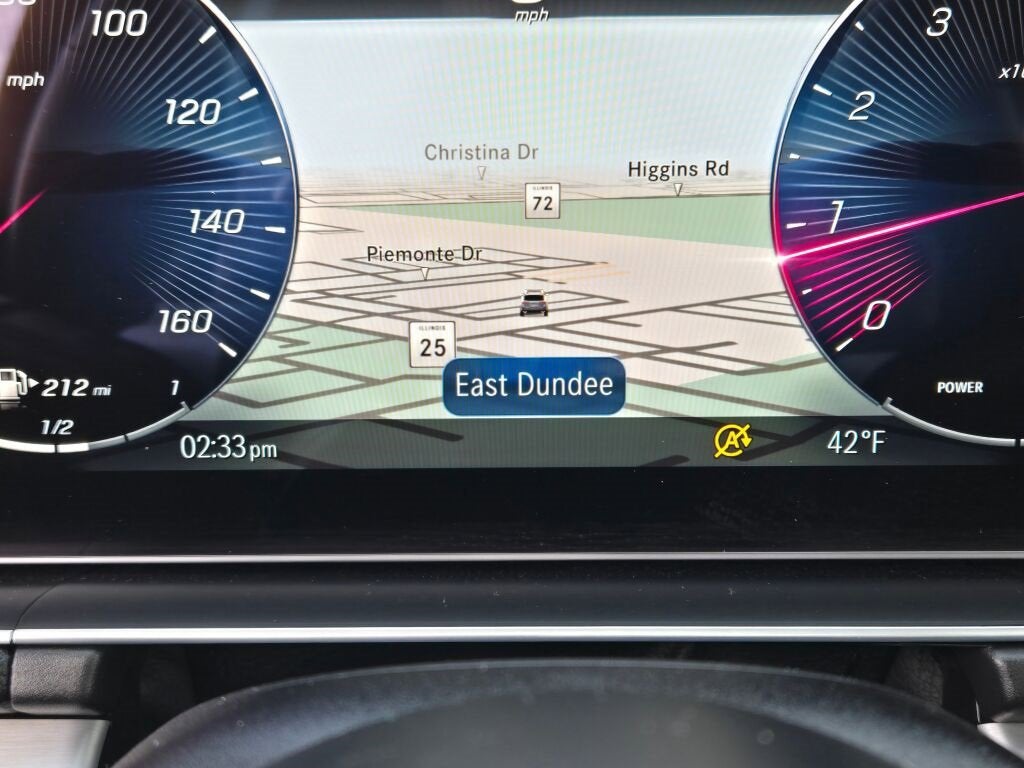 100
mph
mph
3
x10
120
2
Christina Dr
Higgins Rd
ILLINOIS
72
140
1
Piemonte Dr
160
0
ILLINOIS
25
212 mi
1
East Dundee
POWER
1/2
02:33pm
A
42°F